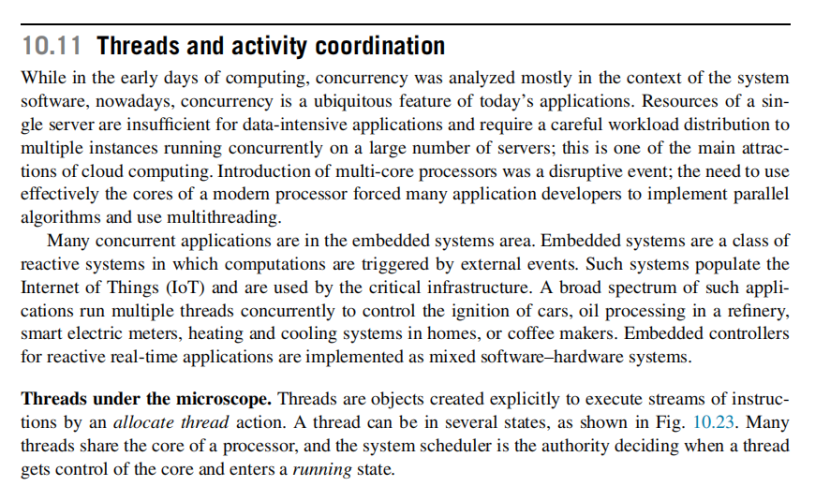 10.11 Threads and activity coordination
While in the early days of computing, concurrency was analyzed mostly in the context of the system
software, nowadays, concurrency is a ubiquitous feature of today's applications. Resources of a sin-
gle server are insufficient for data-intensive applications and require a careful workload distribution to
multiple instances running concurrently on a large number of servers; this is one of the main attrac-
tions of cloud computing. Introduction of multi-core processors was a disruptive event; the need to use
effectively the cores of a modern processor forced many application developers to implement parallel
algorithms and use multithreading.
Many concurrent applications are in the embedded systems area. Embedded systems are a class of
reactive systems in which computations are triggered by external events. Such systems populate the
Internet of Things (IoT) and are used by the critical infrastructure. A broad spectrum of such appli-
cations run multiple threads concurrently to control the ignition of cars, oil processing in a refinery,
smart electric meters, heating and cooling systems in homes, or coffee makers. Embedded controllers
for reactive real-time applications are implemented as mixed software–hardware systems.
Threads under the microscope. Threads are objects created explicitly to execute streams of instruc-
tions by an allocate thread action. A thread can be in several states, as shown in Fig. 10.23. Many
threads share the core of a processor, and the system scheduler is the authority deciding when a thread
gets control of the core and enters a running state.